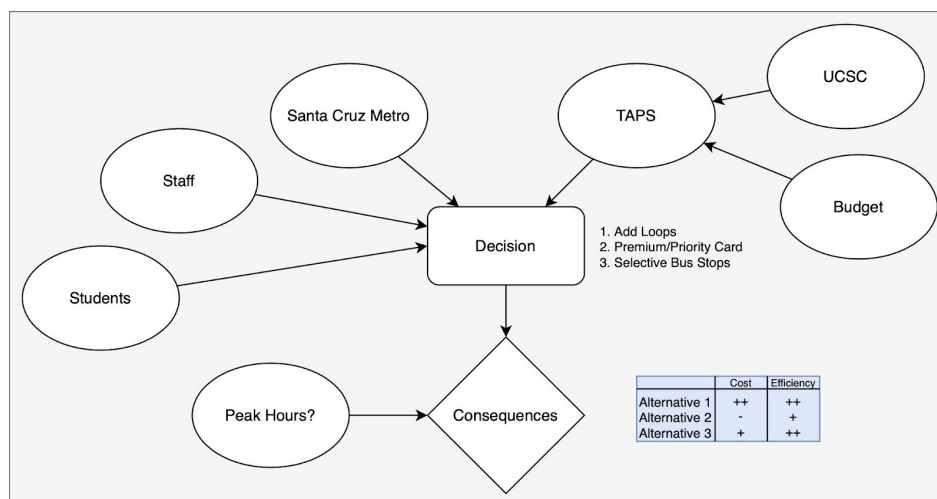 UCSC
Santa Cruz Metro
TAPS
Staff
Budget
Decision
1. Add Loops
2. Premium/Priority Card
3. Selective Bus Stops
Students
Peak Hours?
Consequences
Cost Efficiency
Alternative 1 ++ ++
Alternative 2 - +
Alternative 3 + ++